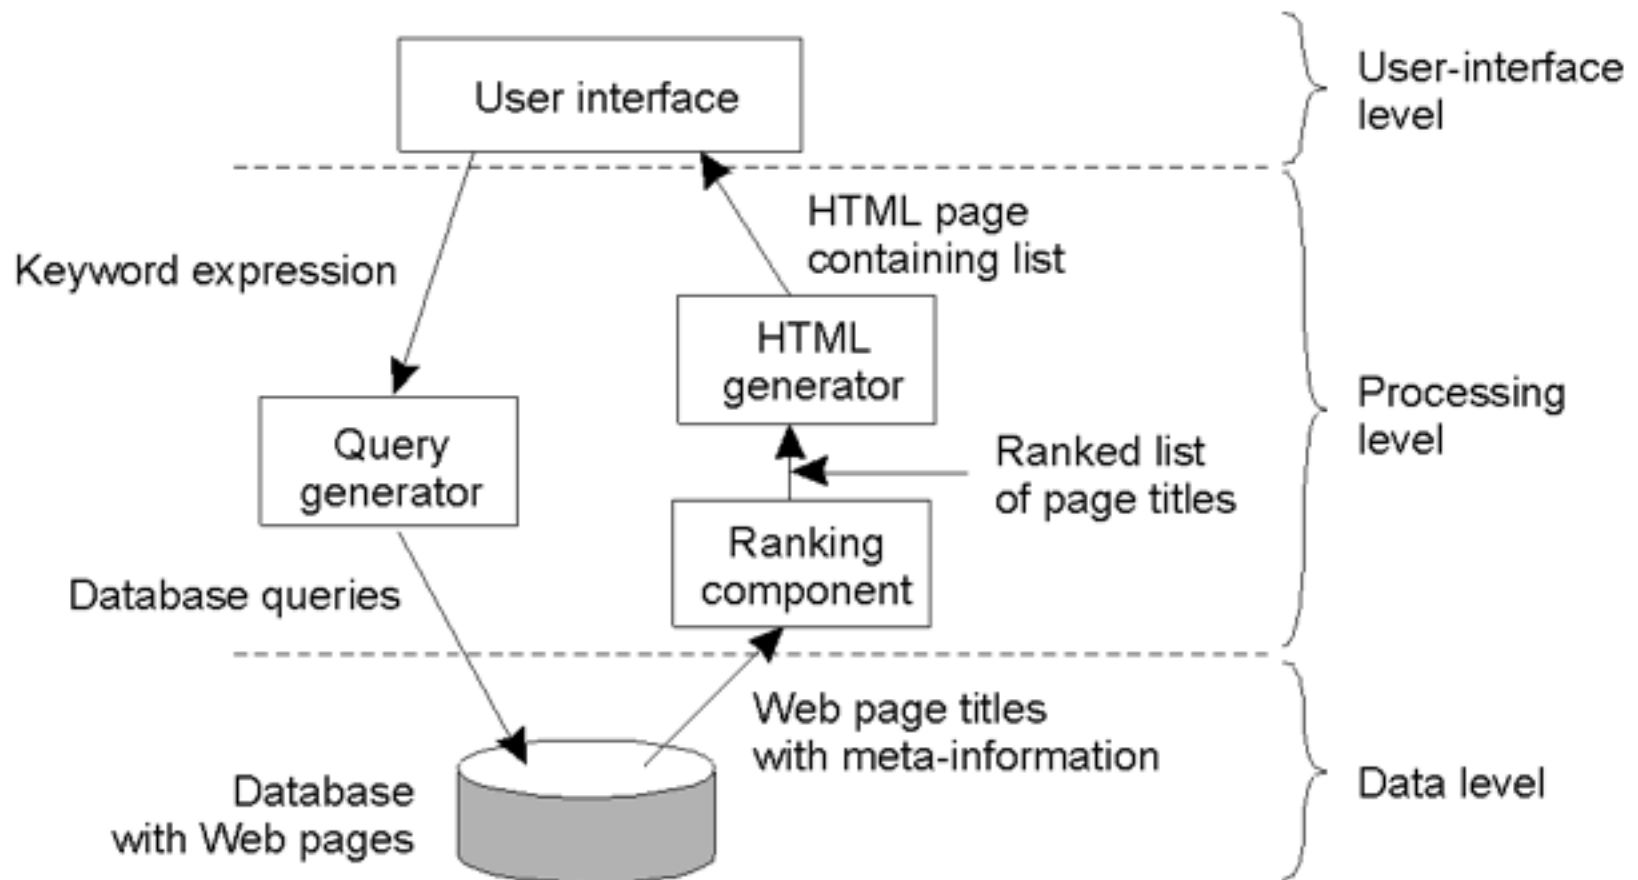 User interface
User-interface
level
HTML page
containing list
Keyword expression
HTML
generator
Processing
level
Query
generator
Ranked list
of page titles
Ranking
component
Database queries
Web page titles
with meta-information
Database
with Web pages
Data level